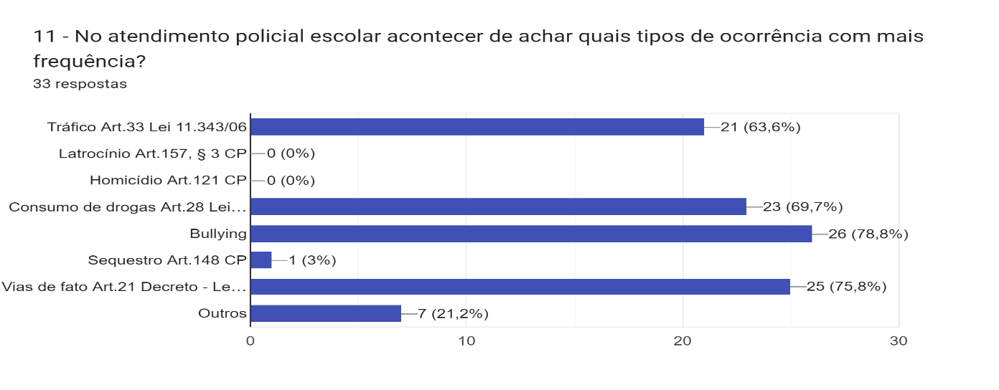 11 - No atendimento policial escolar acontecer de achar quais tipos de ocorrência com mais
frequência?
33 respostas
Tráfico Art.33 Lei 11.343/06 21 (63,6%)
Latrocínio Art.157, § 3 CP 0 (0%)
Homicídio Art.121 CP 0 (0%)
Consumo de drogas Art.28 Lei… 23 (69,7%)
Bullying 26 (78,8%)
Sequestro Art.148 CP 1 (3%)
Vias de fato Art.21 Decreto - Le… 25 (75,8%)
Outros 7 (21,2%)
0 10 20 30